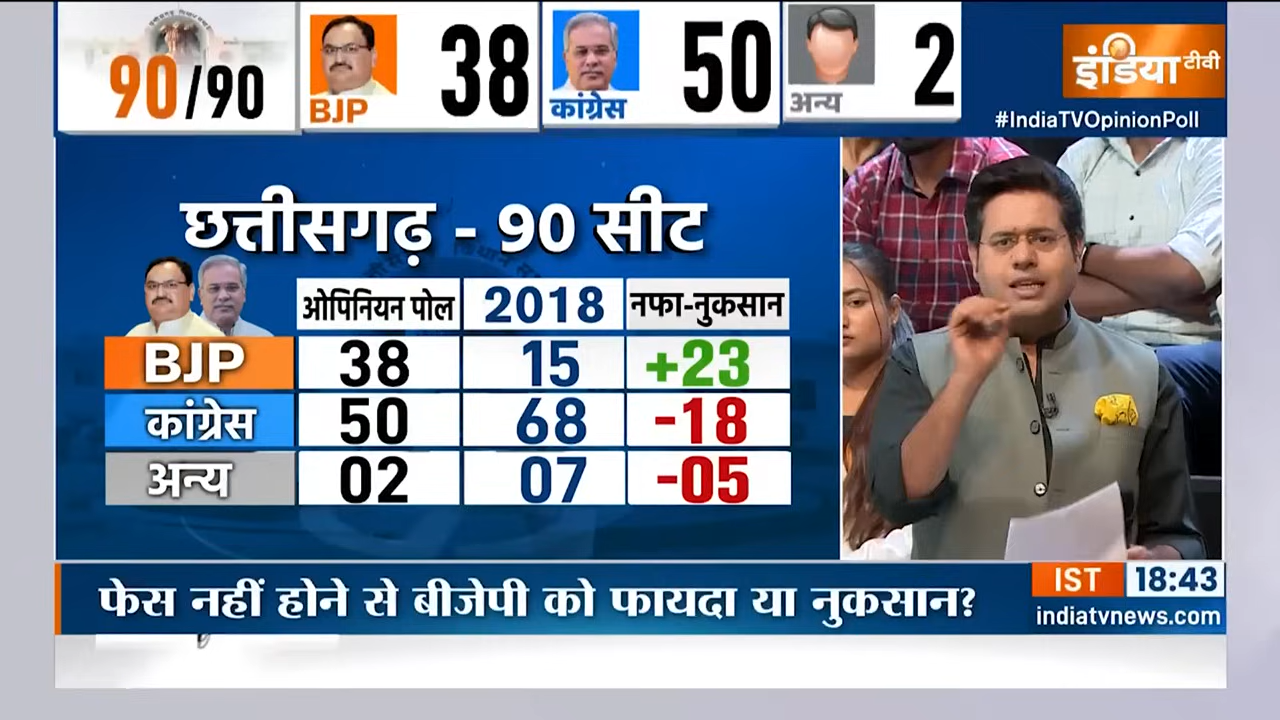 90/90
BJP
38
कांग्रेस
50
अन्य
2
इंडिया टीवी
#IndiaTVOpinionPoll
छत्तीसगढ़ - 90 सीट
ओपिनियन पोल 2018 नफा-नुकसान
BJP 38 15 +23
कांग्रेस 50 68 -18
अन्य 02 07 -05
फेस नहीं होने से बीजेपी को फायदा या नुकसान?
IST 18:43
indiatvnews.com